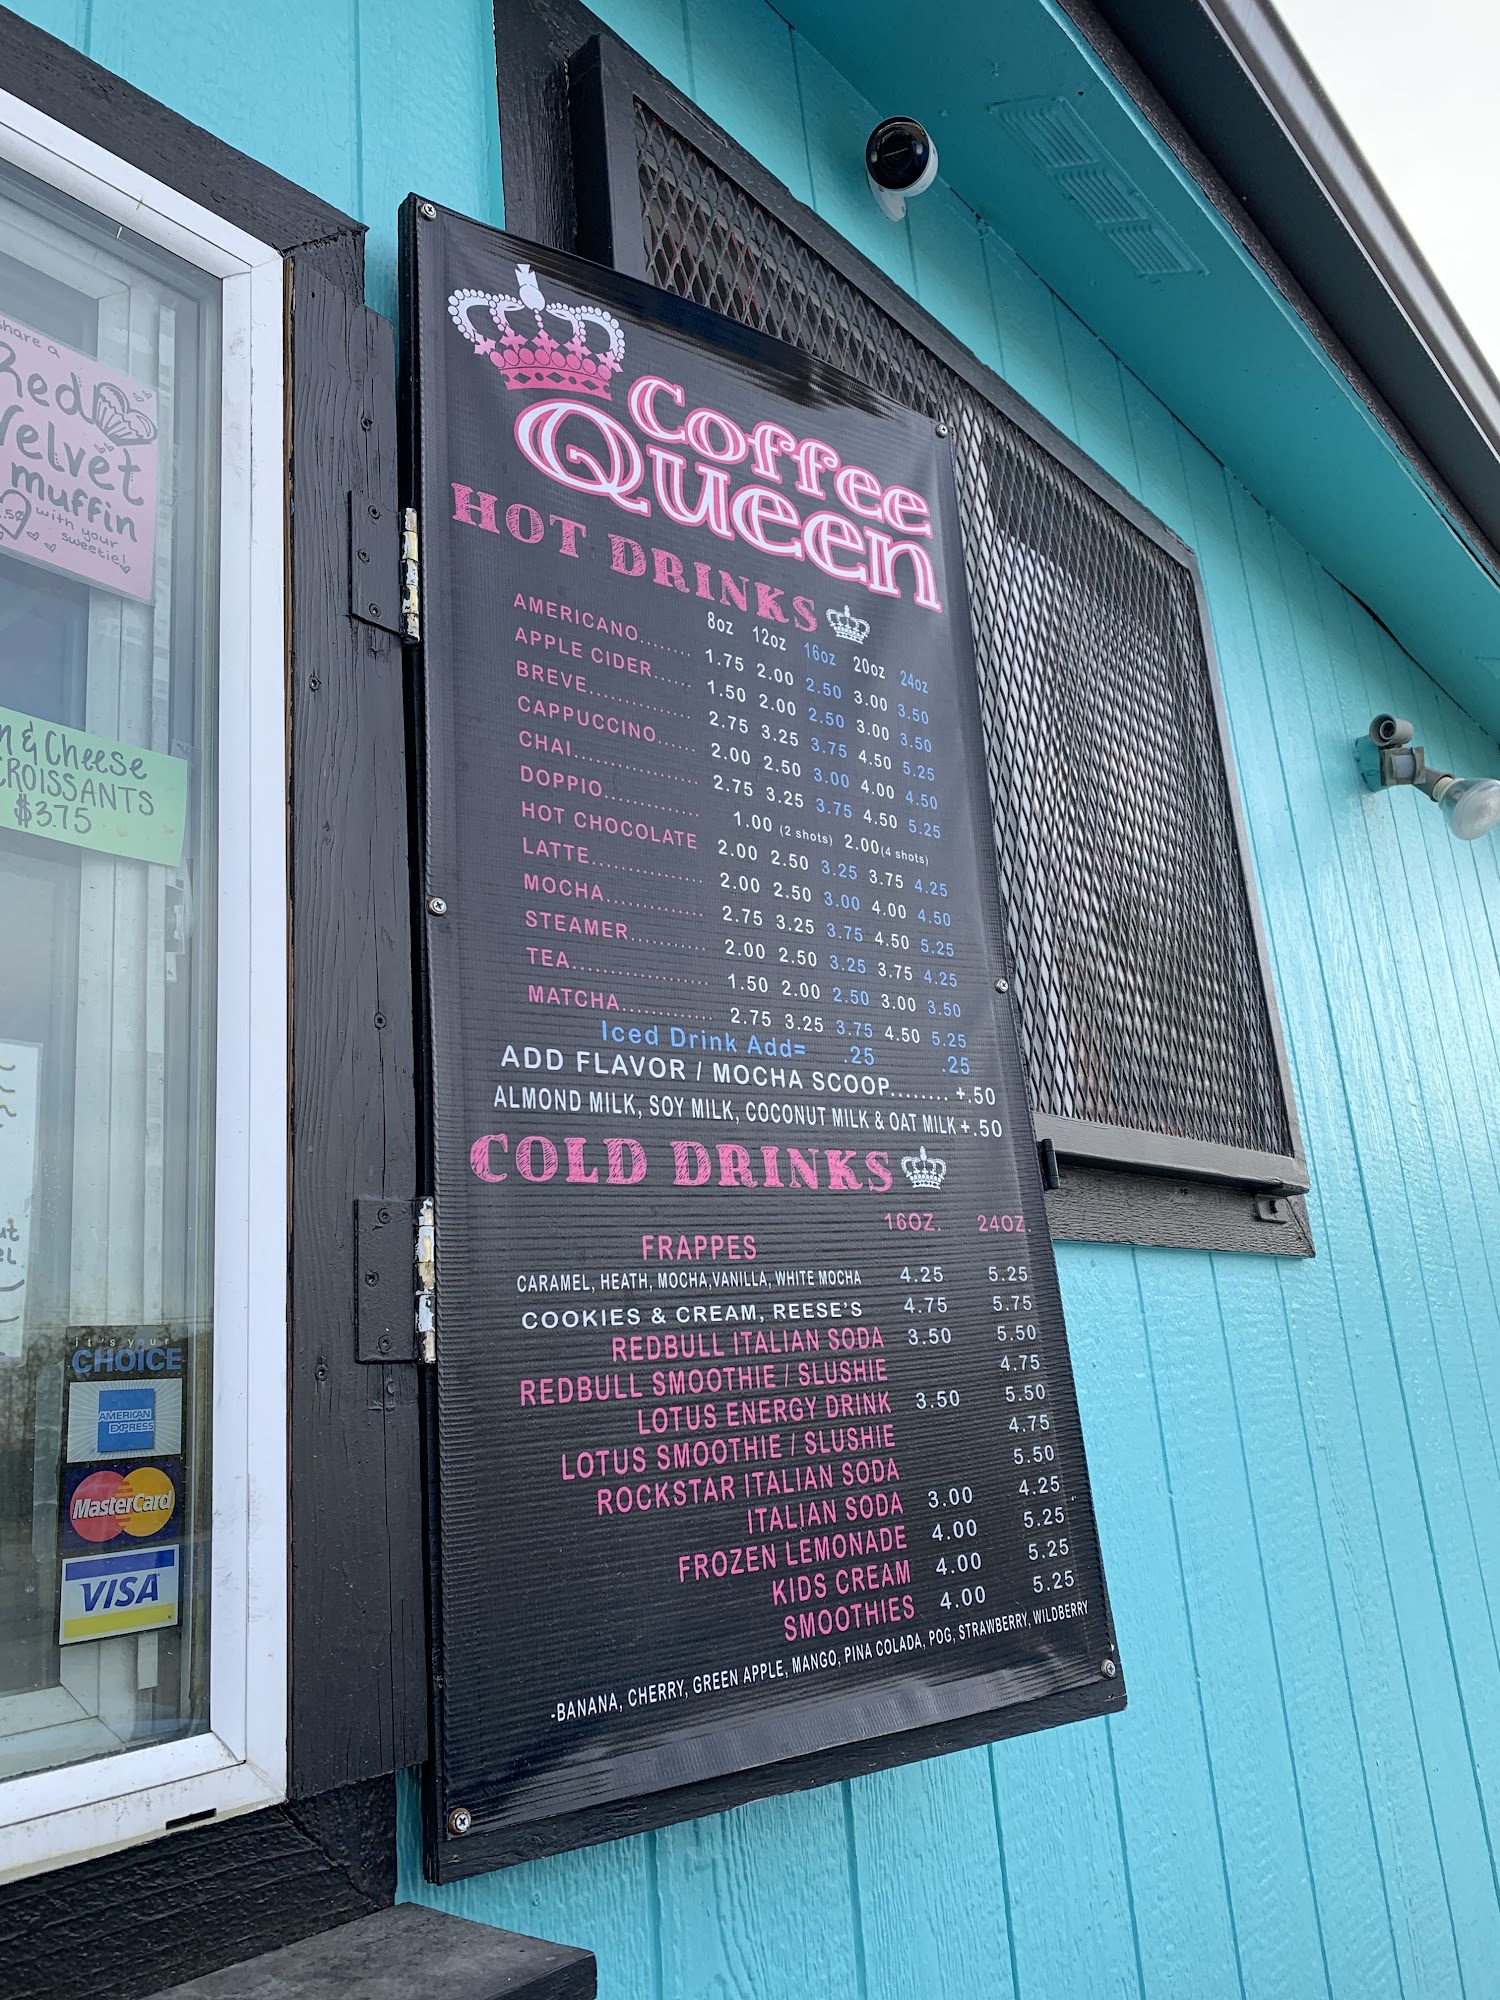 share a
Red
Velvet
muffin
with your
sweetie!
& Cheese
CROISSANTS
$3.75
it's your
CHOICE
AMERICAN
EXPRESS
MasterCard
VISA
Coffee
Queen
HOT DRINKS
8oz 12oz 16oz 20oz 24oz
AMERICANO........ 1.75 2.00 2.50 3.00 3.50
APPLE CIDER...... 1.50 2.00 2.50 3.00 3.50
BREVE............. 2.75 3.25 3.75 4.50 5.25
CAPPUCCINO...... 2.00 2.50 3.00 4.00 4.50
CHAI.................. 2.75 3.25 3.75 4.50 5.25
DOPPIO............. 1.00 (2 shots) 2.00(4 shots)
HOT CHOCOLATE 2.00 2.50 3.25 3.75 4.25
LATTE............... 2.00 2.50 3.00 4.00 4.50
MOCHA............. 2.75 3.25 3.75 4.50 5.25
STEAMER........... 2.00 2.50 3.25 3.75 4.25
TEA.................. 1.50 2.00 2.50 3.00 3.50
MATCHA............ 2.75 3.25 3.75 4.50 5.25
Iced Drink Add= .25 .25
ADD FLAVOR / MOCHA SCOOP........ +.50
ALMOND MILK, SOY MILK, COCONUT MILK & OAT MILK +.50
COLD DRINKS
16OZ. 24OZ.
FRAPPES
CARAMEL, HEATH, MOCHA,VANILLA, WHITE MOCHA 4.25 5.25
COOKIES & CREAM, REESE'S 4.75 5.75
REDBULL ITALIAN SODA 3.50 5.50
REDBULL SMOOTHIE / SLUSHIE 4.75
LOTUS ENERGY DRINK 3.50 5.50
LOTUS SMOOTHIE / SLUSHIE 4.75
ROCKSTAR ITALIAN SODA 5.50
ITALIAN SODA 3.00 4.25
FROZEN LEMONADE 4.00 5.25
KIDS CREAM 4.00 5.25
SMOOTHIES 4.00 5.25
-BANANA, CHERRY, GREEN APPLE, MANGO, PINA COLADA, POG, STRAWBERRY, WILDBERRY